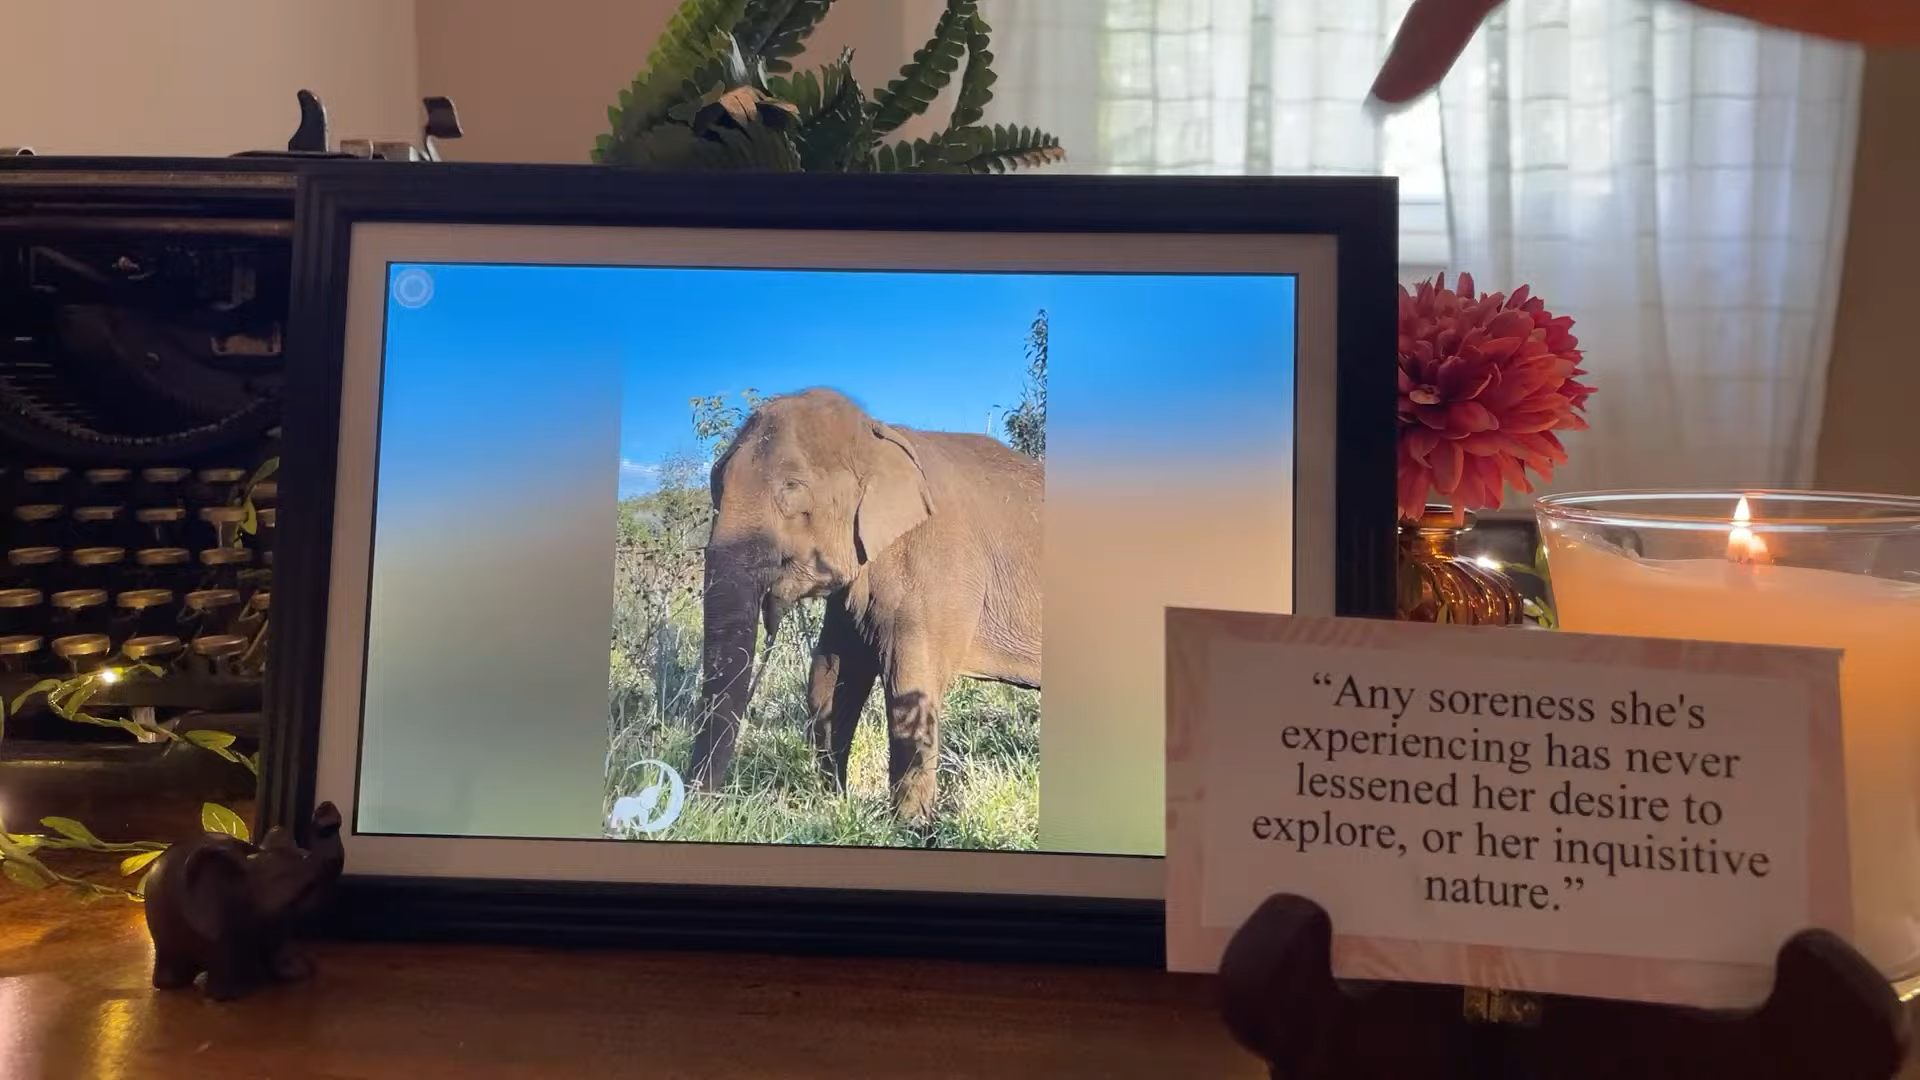 “Any soreness she's
experiencing has never
lessened her desire to
explore, or her inquisitive
nature.”